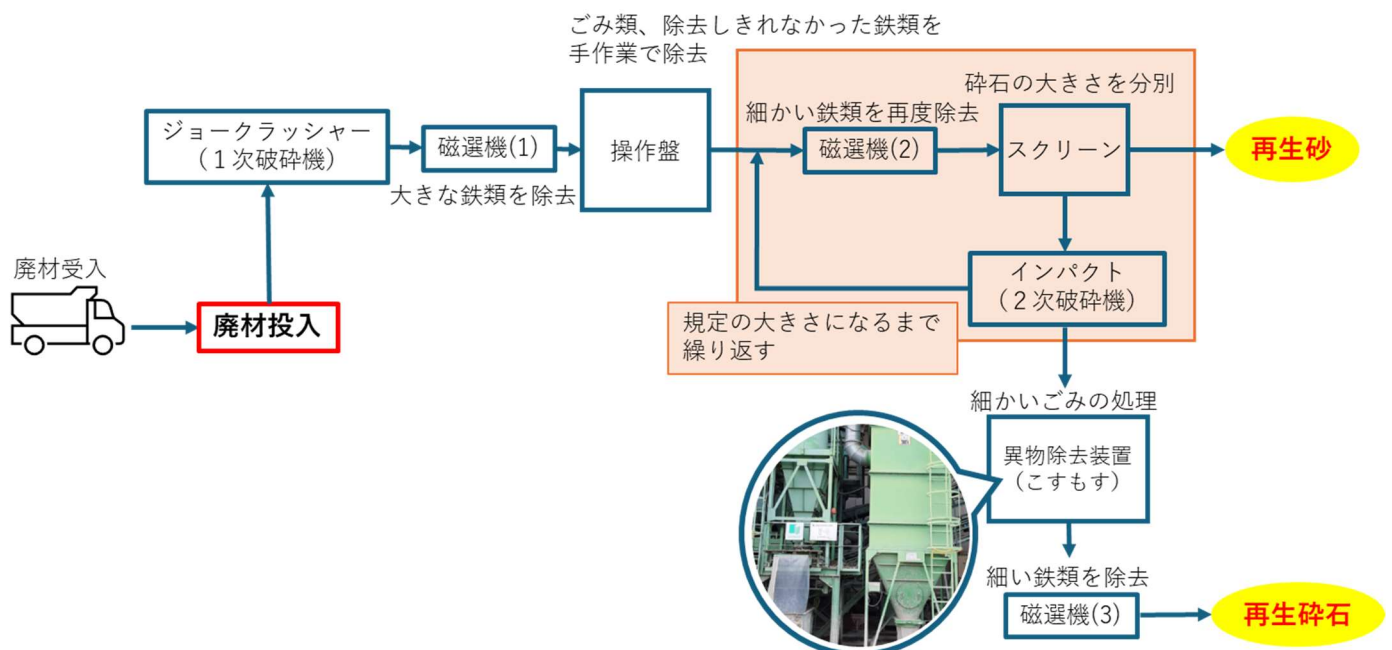 ごみ類、除去しきれなかった鉄類を
手作業で除去
砕石の大きさを分別
細かい鉄類を再度除去
ジョークラッシャー
(１次破砕機)
磁選機(1)
操作盤
磁選機(2)
スクリーン
再生砂
大きな鉄類を除去
廃材受入
廃材投入
インパクト
(２次破砕機)
規定の大きさになるまで
繰り返す
細かいごみの処理
異物除去装置
(こすもす)
細い鉄類を除去
磁選機(3)
再生砕石